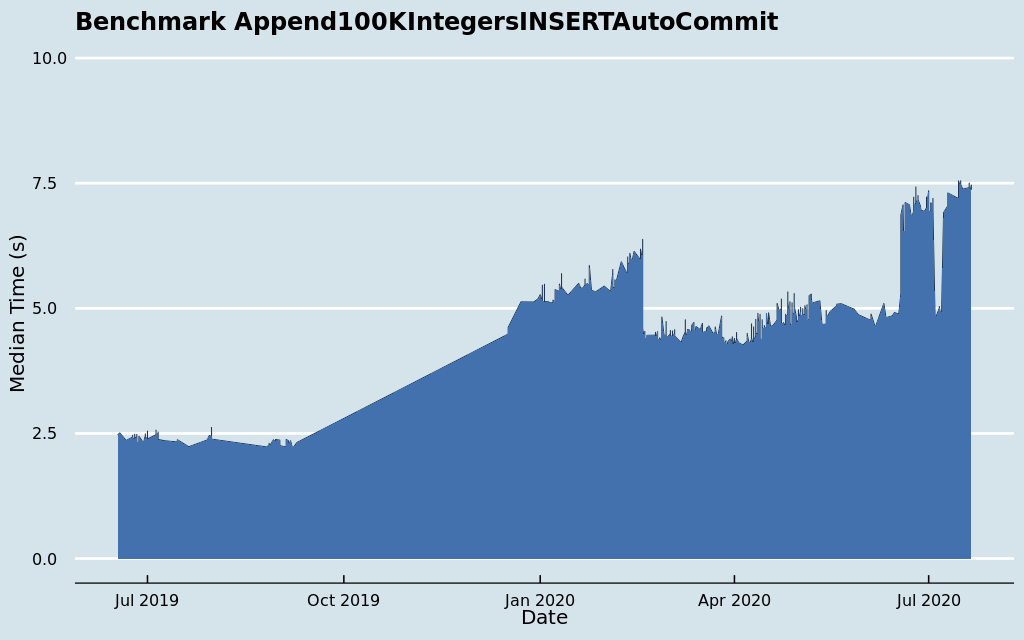 Benchmark Append100KIntegersINSERTAutoCommit
10.0
7.5
5.0
2.5
0.0
Median Time (s)
Jul 2019
Oct 2019
Jan 2020
Apr 2020
Jul 2020
Date